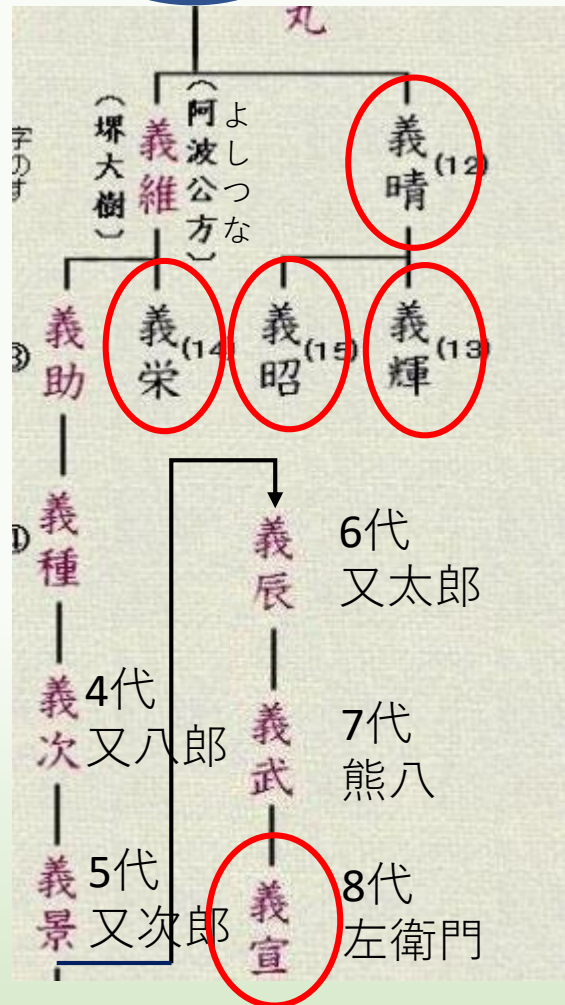 丸
義晴(12)
よしつな
(阿波公方)
義維
(堺大樹)
字のす
義輝(13)
義昭(15)
義栄(14)
義助
義種
義次
4代
又八郎
義景
5代
又次郎
義辰
6代
又太郎
義武
7代
熊八
義宣
8代
左衛門